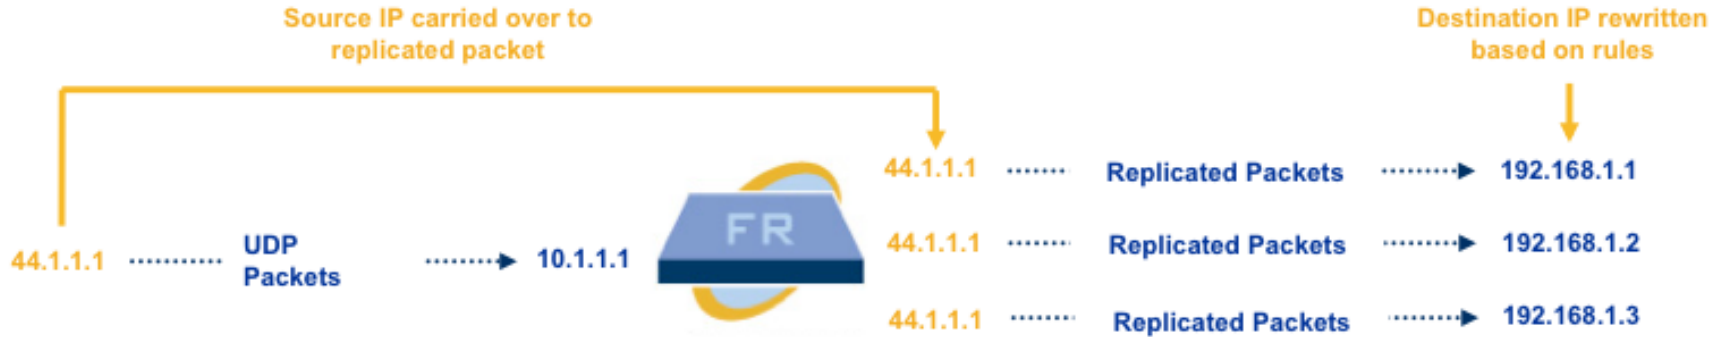 Source IP carried over to
replicated packet
Destination IP rewritten
based on rules
44.1.1.1
UDP
Packets
10.1.1.1
FR
44.1.1.1 Replicated Packets 192.168.1.1
44.1.1.1 Replicated Packets 192.168.1.2
44.1.1.1 Replicated Packets 192.168.1.3